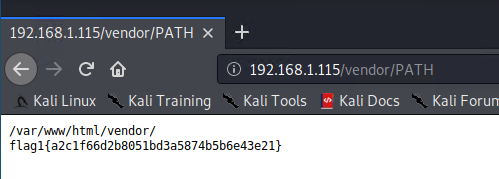 192.168.1.115/vendor/PATH
192.168.1.115/vendor/PATH
Kali Linux Kali Training Kali Tools Kali Docs Kali Forum
/var/www/html/vendor/
flag1{a2c1f66d2b8051bd3a5874b5b6e43e21}